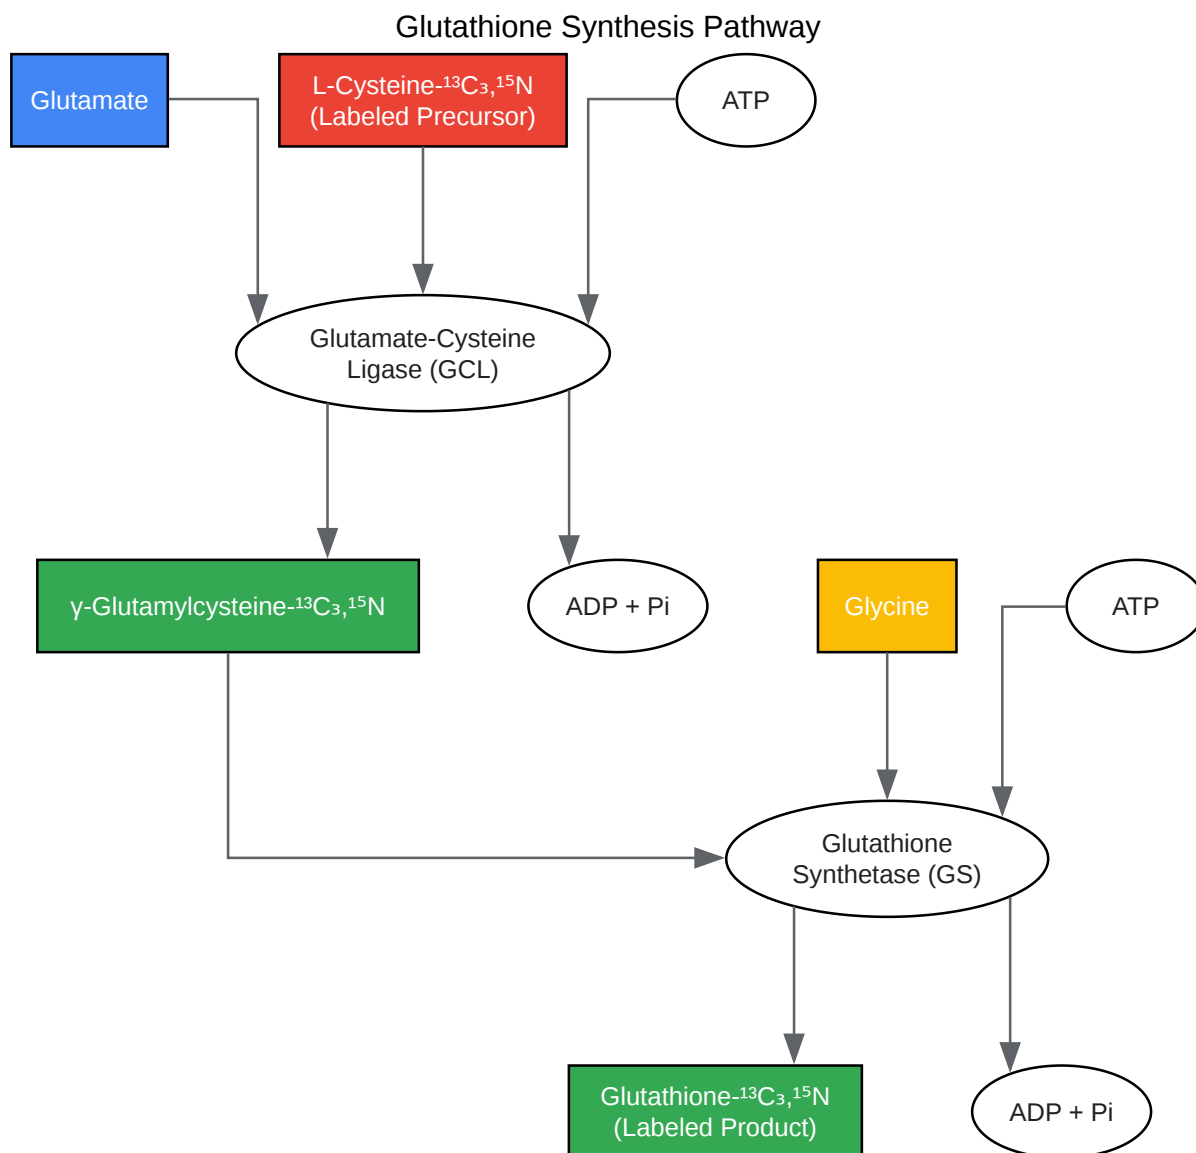 Glutathione Synthesis Pathway
Glutamate
L-Cysteine-¹³C₃,¹⁵N
(Labeled Precursor)
ATP
Glutamate-Cysteine
Ligase (GCL)
γ-Glutamylcysteine-¹³C₃,¹⁵N
ADP + Pi
Glycine
ATP
Glutathione
Synthetase (GS)
Glutathione-¹³C₃,¹⁵N
(Labeled Product)
ADP + Pi